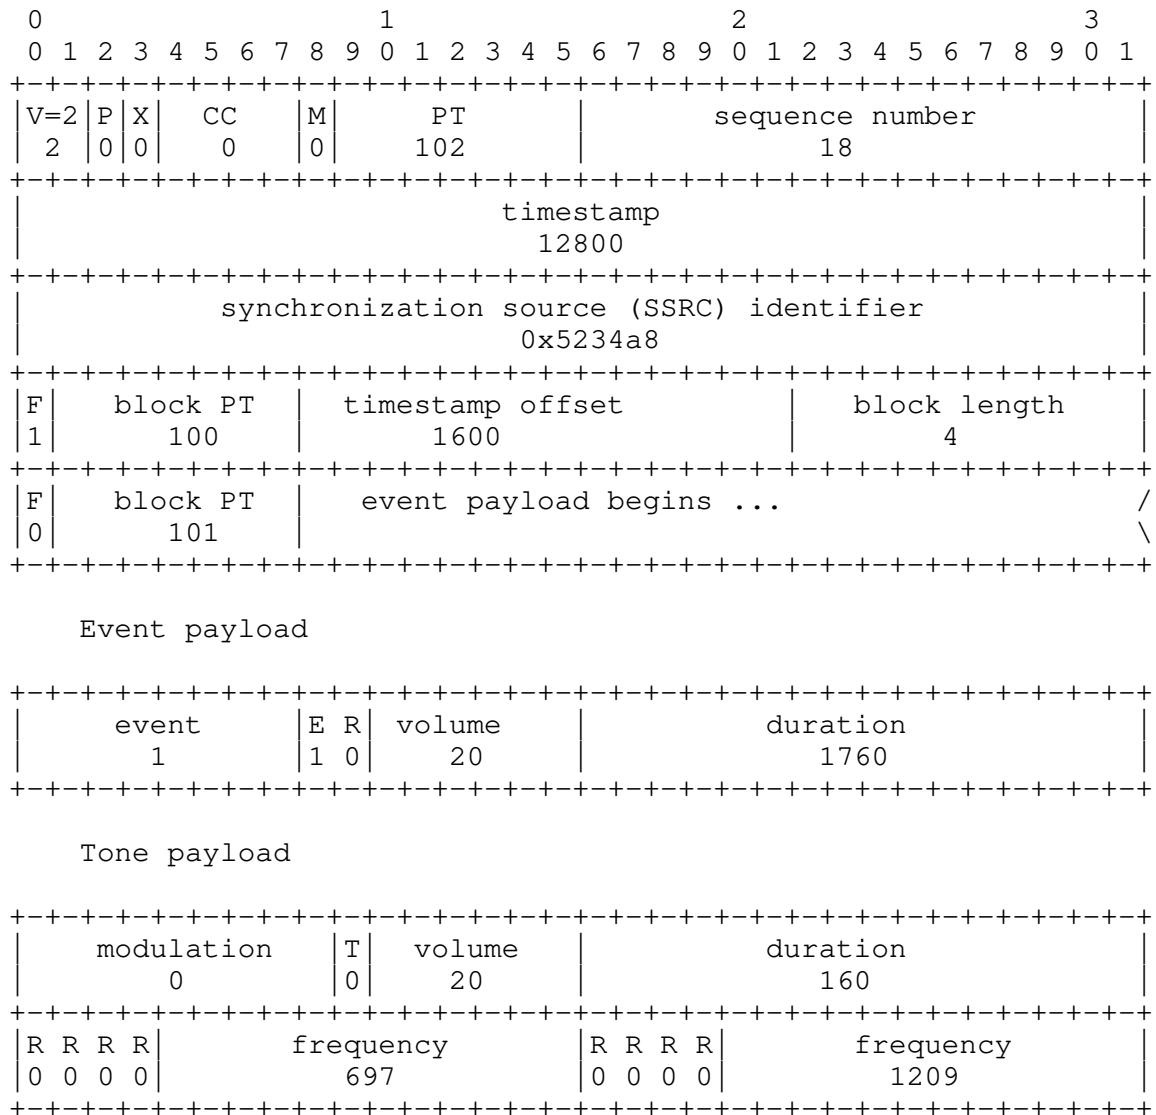 0                   1                   2                   3
 0 1 2 3 4 5 6 7 8 9 0 1 2 3 4 5 6 7 8 9 0 1 2 3 4 5 6 7 8 9 0 1
+-+-+-+-+-+-+-+-+-+-+-+-+-+-+-+-+-+-+-+-+-+-+-+-+-+-+-+-+-+-+-+-+
|V=2|P|X|  CC   |M|     PT      |       sequence number         |
| 2 |0|0|   0   |0|    102      |             18                |
+-+-+-+-+-+-+-+-+-+-+-+-+-+-+-+-+-+-+-+-+-+-+-+-+-+-+-+-+-+-+-+-+
|                           timestamp                           |
|                             12800                             |
+-+-+-+-+-+-+-+-+-+-+-+-+-+-+-+-+-+-+-+-+-+-+-+-+-+-+-+-+-+-+-+-+
|           synchronization source (SSRC) identifier            |
|                            0x5234a8                           |
+-+-+-+-+-+-+-+-+-+-+-+-+-+-+-+-+-+-+-+-+-+-+-+-+-+-+-+-+-+-+-+-+
|F|   block PT  |  timestamp offset         |   block length    |
|1|      100    |       1600                |        4          |
+-+-+-+-+-+-+-+-+-+-+-+-+-+-+-+-+-+-+-+-+-+-+-+-+-+-+-+-+-+-+-+-+
|F|   block PT  |   event payload begins ...                    /
|0|      101    |                                               \
+-+-+-+-+-+-+-+-+-+-+-+-+-+-+-+-+-+-+-+-+-+-+-+-+-+-+-+-+-+-+-+-+
    Event payload
+-+-+-+-+-+-+-+-+-+-+-+-+-+-+-+-+-+-+-+-+-+-+-+-+-+-+-+-+-+-+-+-+
|     event     |E R| volume    |          duration             |
|       1       |1 0|    20     |             1760              |
+-+-+-+-+-+-+-+-+-+-+-+-+-+-+-+-+-+-+-+-+-+-+-+-+-+-+-+-+-+-+-+-+
    Tone payload
+-+-+-+-+-+-+-+-+-+-+-+-+-+-+-+-+-+-+-+-+-+-+-+-+-+-+-+-+-+-+-+-+
|    modulation   |T|  volume   |          duration             |
|        0        |0|    20     |             160               |
+-+-+-+-+-+-+-+-+-+-+-+-+-+-+-+-+-+-+-+-+-+-+-+-+-+-+-+-+-+-+-+-+
|R R R R|       frequency       |R R R R|       frequency       |
|0 0 0 0|          697          |0 0 0 0|         1209          |
+-+-+-+-+-+-+-+-+-+-+-+-+-+-+-+-+-+-+-+-+-+-+-+-+-+-+-+-+-+-+-+-+